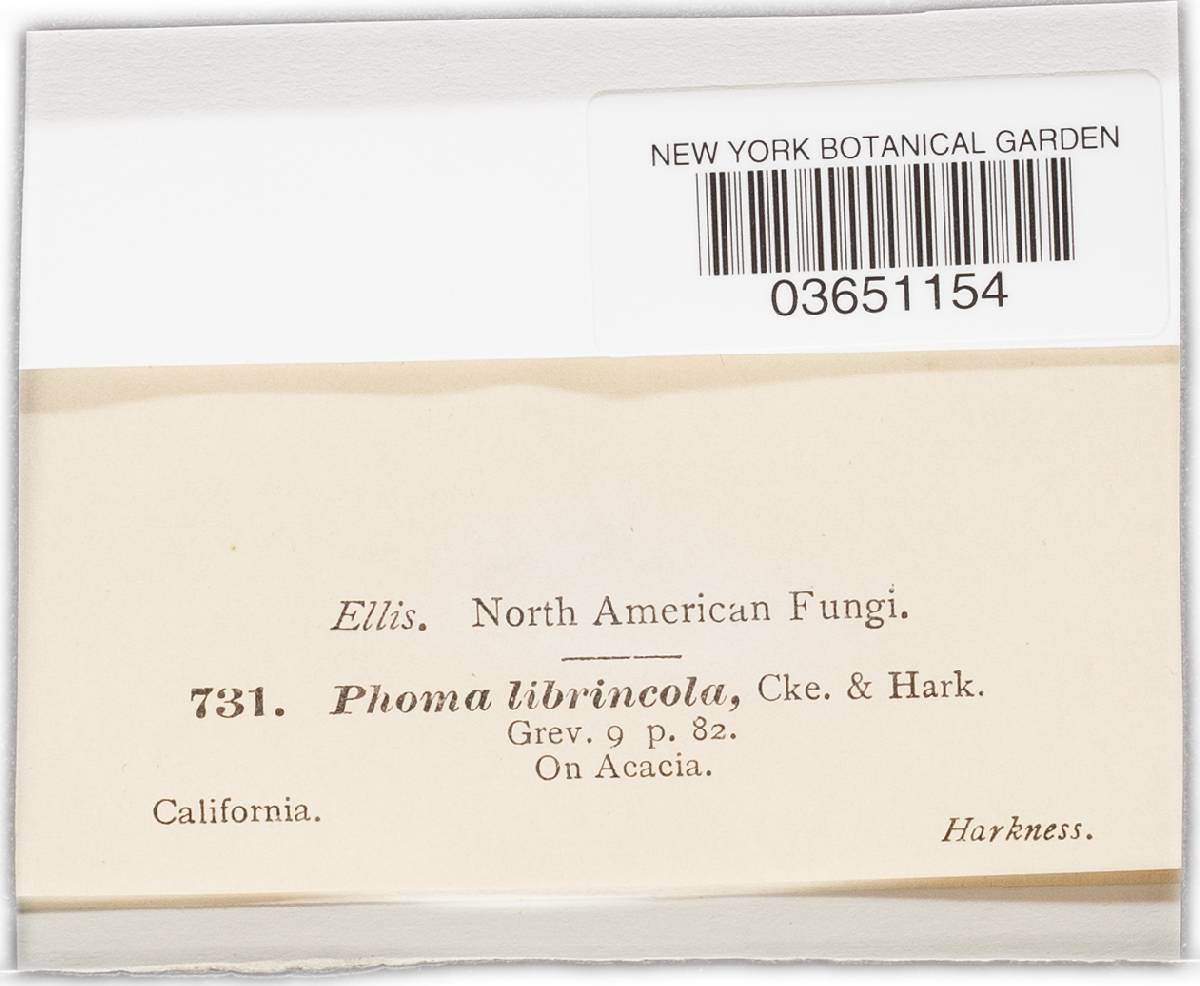 NEW YORK BOTANICAL GARDEN
03651154
Ellis. North American Fungi.
731. Phoma librincola, Cke. & Hark.
Grev. 9 p. 82.
On Acacia.
California.
Harkness.